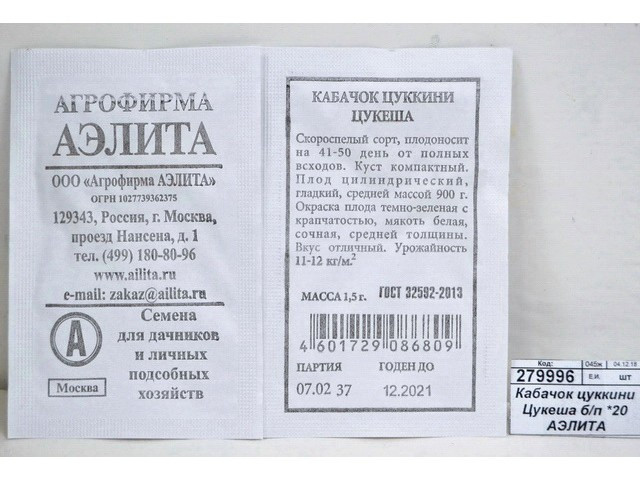 АГРОФИРМА
АЭЛИТА
ООО «Агрофирма АЭЛИТА»
ОГРН 1027739362375
129343, Россия, г. Москва,
проезд Нансена, д. 1
тел. (499) 180-80-96
www.ailita.ru
e-mail: zakaz@ailita.ru
А
Семена
для дачников
и личных
подсобных
хозяйств
Москва
КАБАЧОК ЦУККИНИ
ЦУКЕША
Скороспелый сорт, плодоносит
на 41-50 день от полных
всходов. Куст компактный.
Плод цилиндрический,
гладкий, средней массой 900 г.
Окраска плода темно-зеленая с
крапчатостью, мякоть белая,
сочная, средней толщины.
Вкус отличный. Урожайность
11-12 кг/м.²
МАССА 1,5 г. ГОСТ 32592-2013
4 601729 086809
ПАРТИЯ ГОДЕН ДО
07.02 37 12.2021
Код: 045ж 04.12.18
279996 Е.И. шт
Кабачок цуккини
Цукеша б/п *20
АЭЛИТА